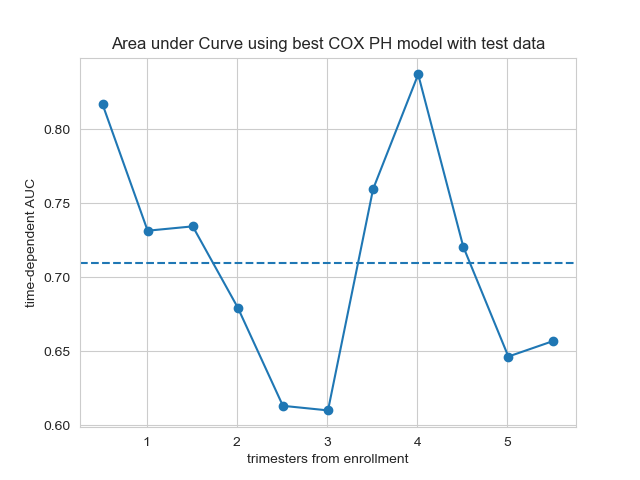 Area under Curve using best COX PH model with test data
time-dependent AUC
0.80
0.75
0.70
0.65
0.60
1 2 3 4 5
trimesters from enrollment